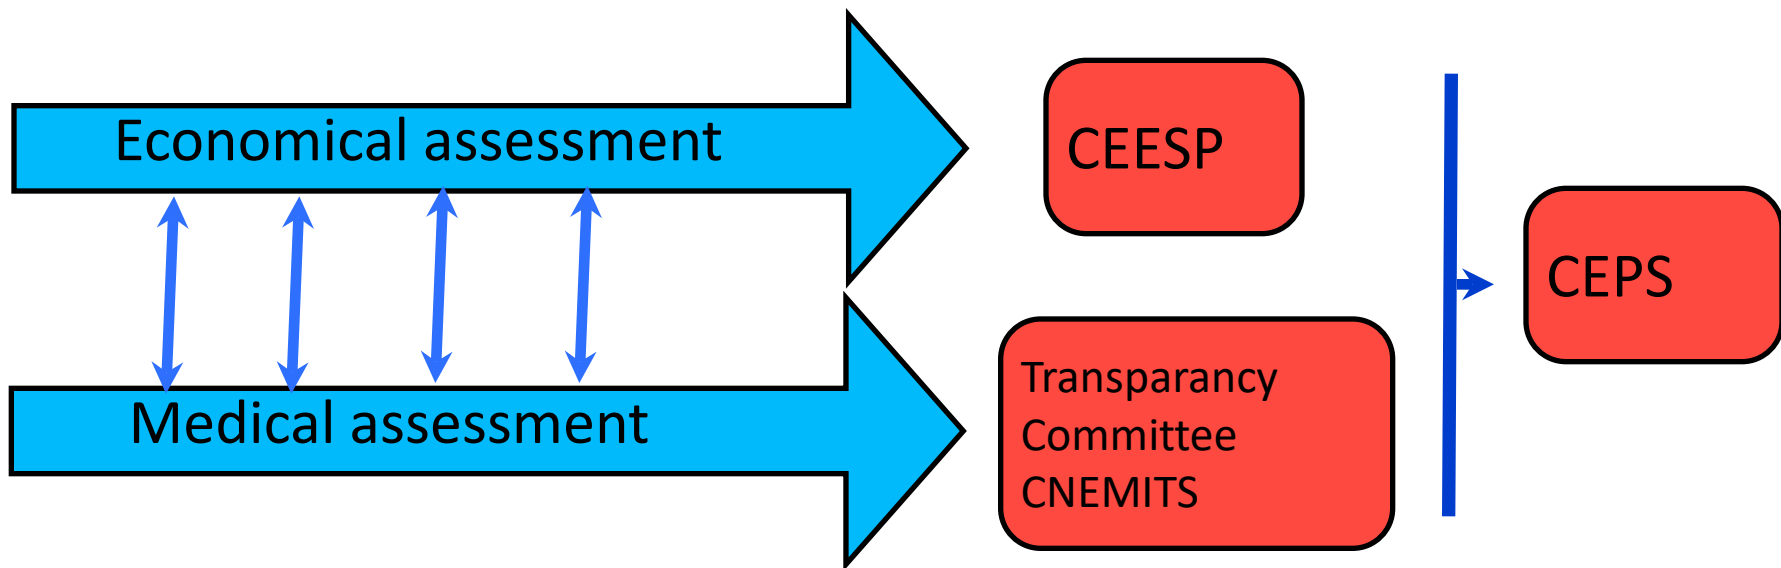 Economical assessment
CEESP
CEPS
Medical assessment
Transparancy
Committee
CNEMITS